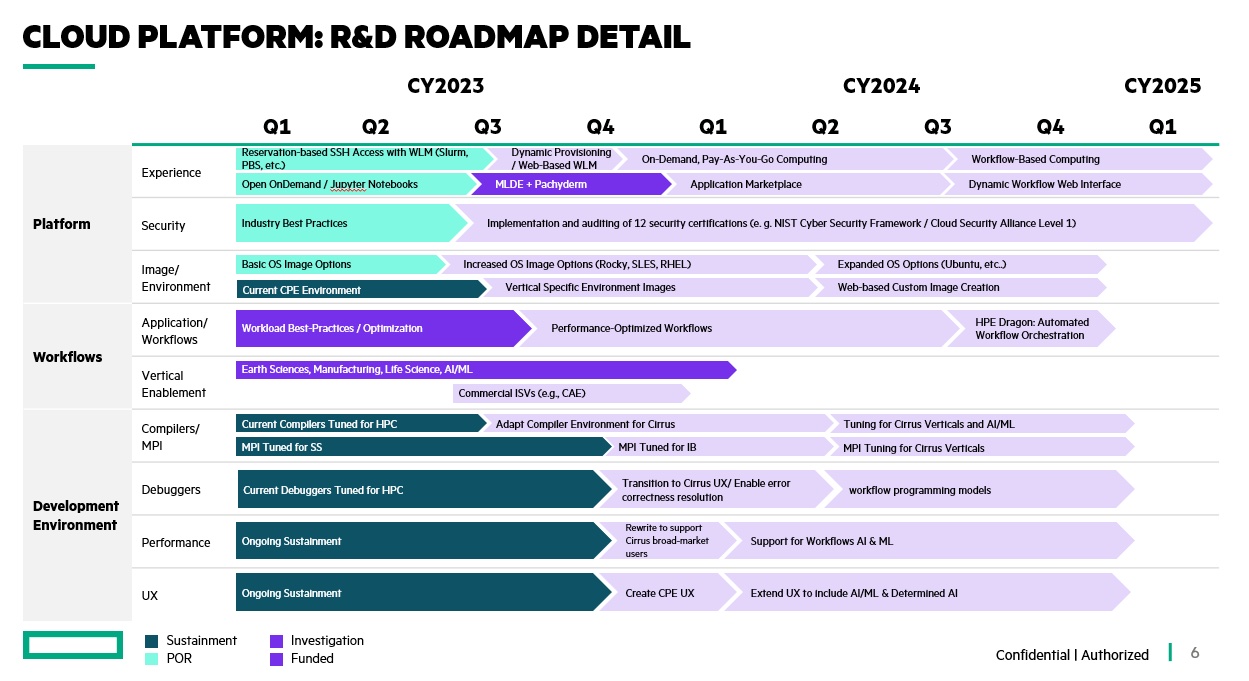 CLOUD PLATFORM: R&D ROADMAP DETAIL
CY2023
CY2024
CY2025
Q1
Q2
Q3
Q4
Q1
Q2
Q3
Q4
Q1
Platform
Experience
Reservation-based SSH Access with WLM (Slurm,
PBS, etc.)
Dynamic Provisioning
/ Web-Based WLM
On-Demand, Pay-As-You-Go Computing
Workflow-Based Computing
Open OnDemand / Jupyter Notebooks
MLDE + Pachyderm
Application Marketplace
Dynamic Workflow Web Interface
Security
Industry Best Practices
Implementation and auditing of 12 security certifications (e. g. NIST Cyber Security Framework / Cloud Security Alliance Level 1)
Image/
Environment
Basic OS Image Options
Increased OS Image Options (Rocky, SLES, RHEL)
Expanded OS Options (Ubuntu, etc..)
Current CPE Environment
Vertical Specific Environment Images
Web-based Custom Image Creation
Workflows
Application/
Workflows
Workload Best-Practices / Optimization
Performance-Optimized Workflows
HPE Dragon: Automated
Workflow Orchestration
Vertical
Enablement
Earth Sciences, Manufacturing, Life Science, AI/ML
Commercial ISVs (e.g., CAE)
Development
Environment
Compilers/
MPI
Current Compilers Tuned for HPC
Adapt Compiler Environment for Cirrus
Tuning for Cirrus Verticals and AI/ML
MPI Tuned for SS
MPI Tuned for IB
MPI Tuning for Cirrus Verticals
Debuggers
Current Debuggers Tuned for HPC
Transition to Cirrus UX/ Enable error
correctness resolution
workflow programming models
Performance
Ongoing Sustainment
Rewrite to support
Cirrus broad-market
users
Support for Workflows AI & ML
UX
Ongoing Sustainment
Create CPE UX
Extend UX to include AI/ML & Determined AI
Sustainment
POR
Investigation
Funded
Confidential | Authorized
6